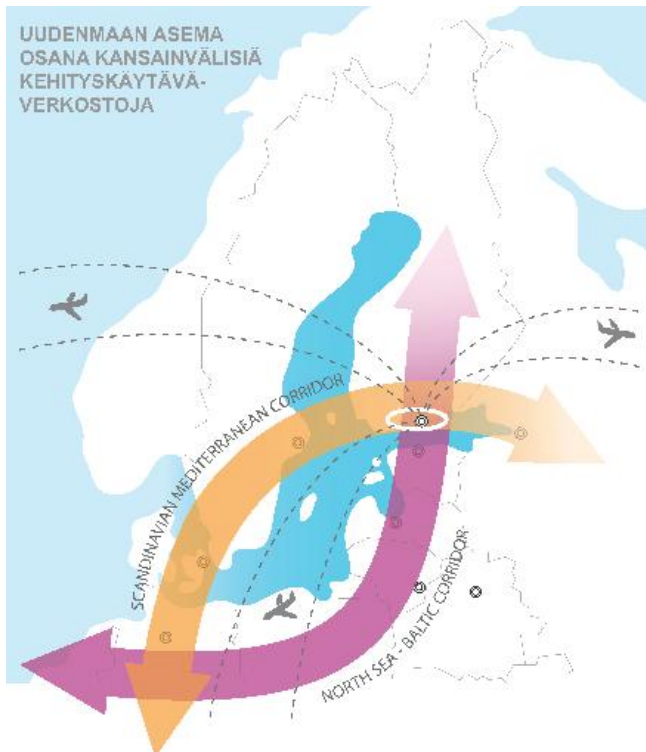 UUDENMAAN ASEMA
OSANA KANSAINVÄLISIÄ
KEHITYSKÄYTÄVÄ-
VERKOSTOJA
SCANDINAVIAN MEDITERRANEAN CORRIDOR
NORTH SEA - BALTIC CORRIDOR